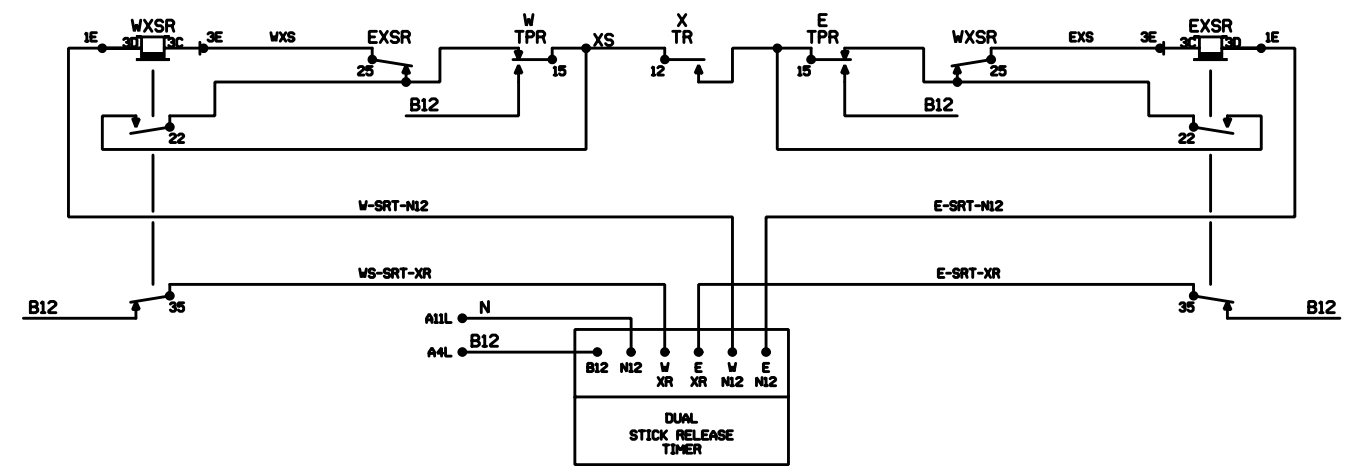 WXSR
1E
3D
3C
3E
WXS
EXSR
25
W
TPR
15
XS
X
TR
12
E
TPR
15
WXSR
25
EXS
3E
EXSR
3C
3D
1E
B12
B12
22
22
W-SRT-N12
E-SRT-N12
WS-SRT-XR
E-SRT-XR
B12
35
35
B12
A11L
N
A4L
B12
B12
N12
W
XR
E
XR
W
N12
E
N12
DUAL
STICK RELEASE
TIMER